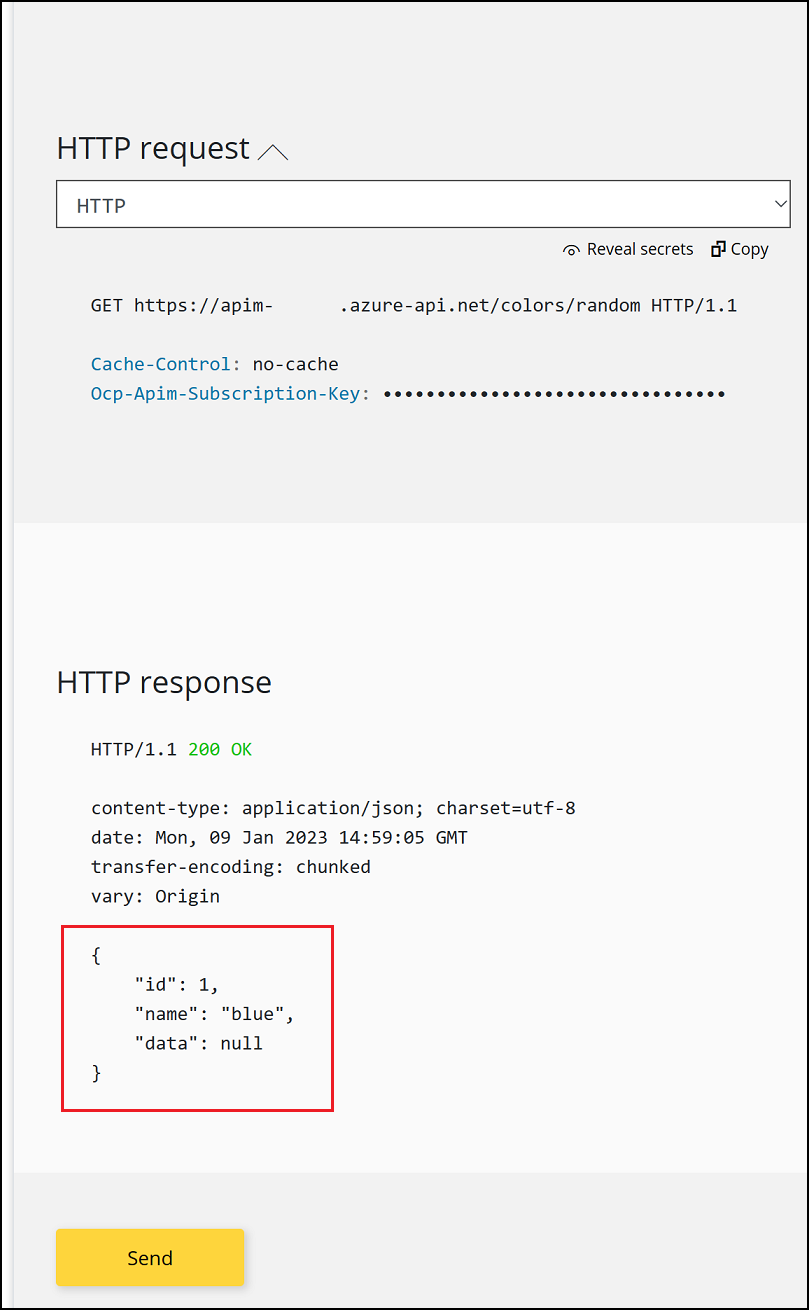 HTTP request
HTTP
Reveal secrets Copy
GET https://apim- .azure-api.net/colors/random HTTP/1.1
Cache-Control: no-cache
Ocp-Apim-Subscription-Key: ••••••••••••••••••••••••••••••••
HTTP response
HTTP/1.1 200 OK
content-type: application/json; charset=utf-8
date: Mon, 09 Jan 2023 14:59:05 GMT
transfer-encoding: chunked
vary: Origin
{
    "id": 1,
    "name": "blue",
    "data": null
}
Send